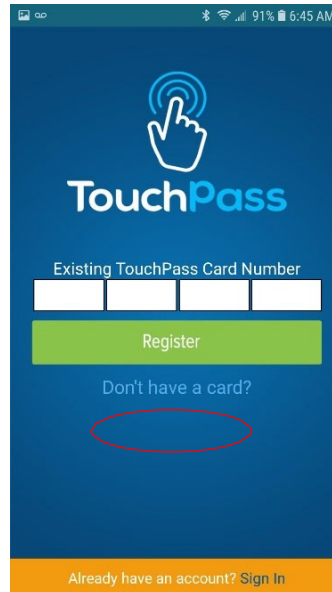 91% 6:45 AM
TouchPass
Existing TouchPass Card Number
Register
Don't have a card?
Already have an account? Sign In